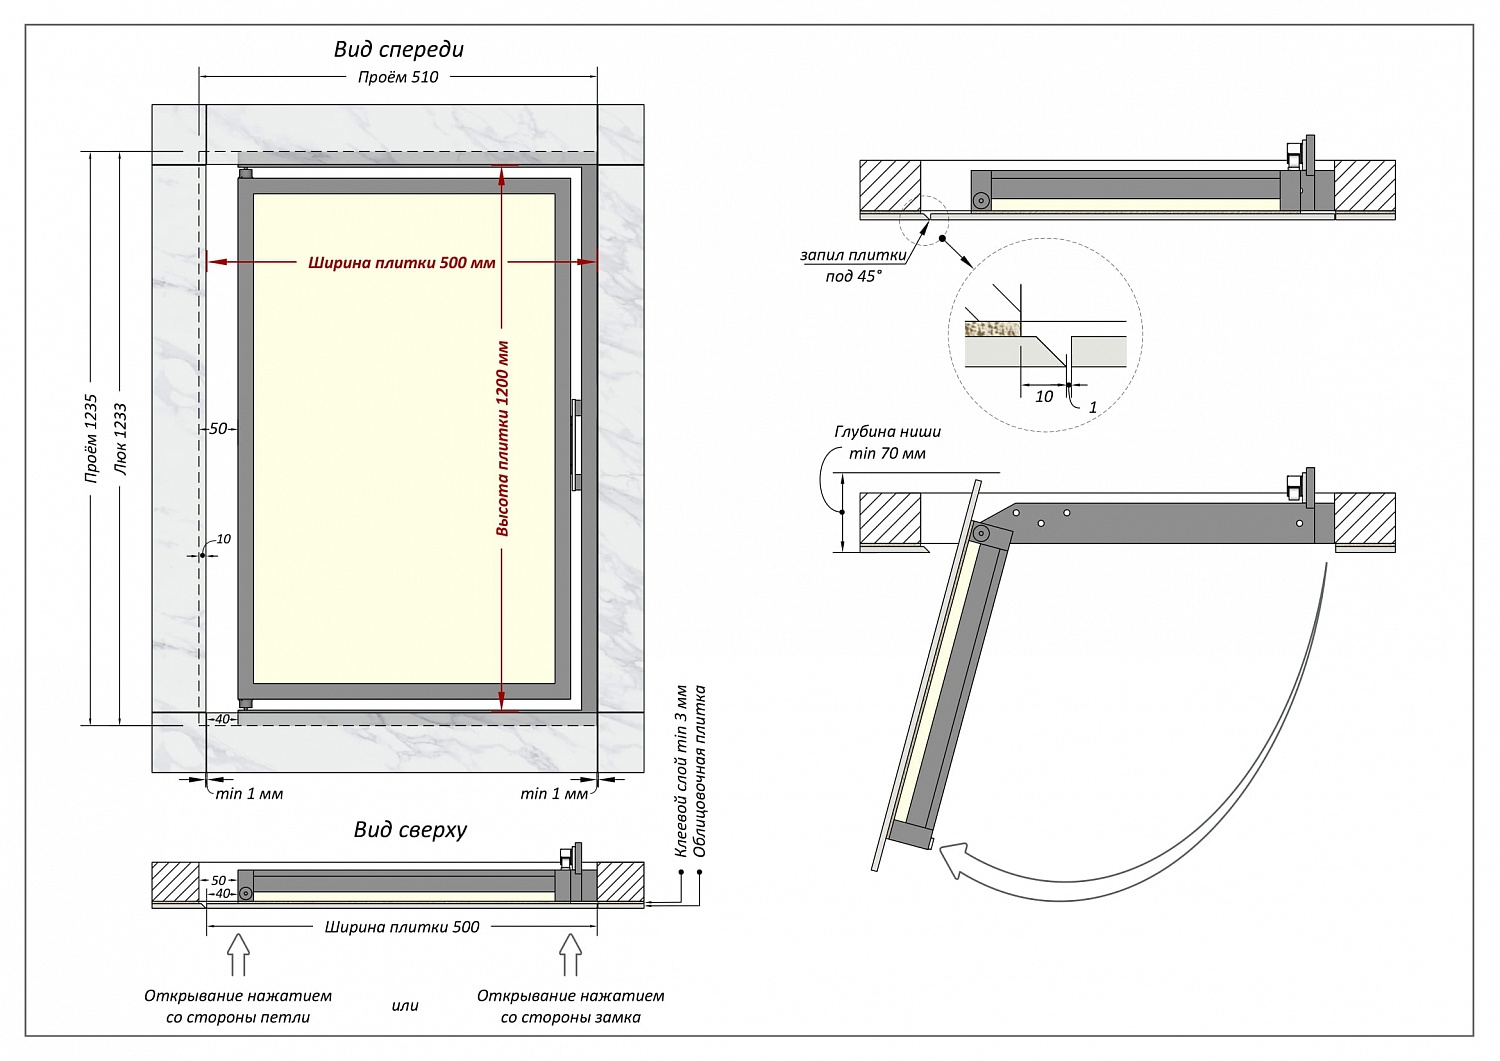 Вид спереди
Проём 510
Ширина плитки 500 мм
Высота плитки 1200 мм
Проём 1235
Люк 1233
50
10
40
min 1 мм
min 1 мм
Вид сверху
50
40
Ширина плитки 500
Клеевой слой min 3 мм
Облицовочная плитка
Открывание нажатием
со стороны петли
или
Открывание нажатием
со стороны замка
запил плитки
под 45°
10
1
Глубина ниши
min 70 мм